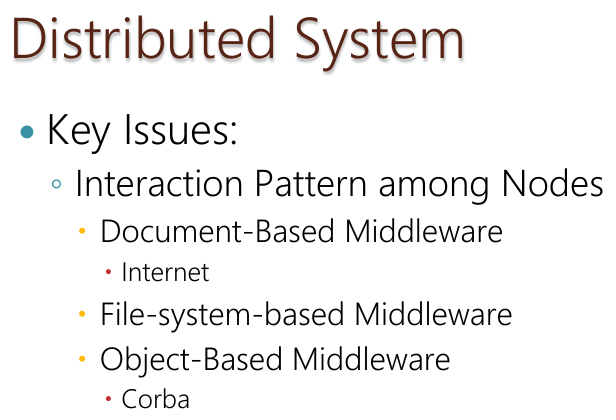 Distributed System
Key Issues:
Interaction Pattern among Nodes
Document-Based Middleware
Internet
File-system-based Middleware
Object-Based Middleware
Corba